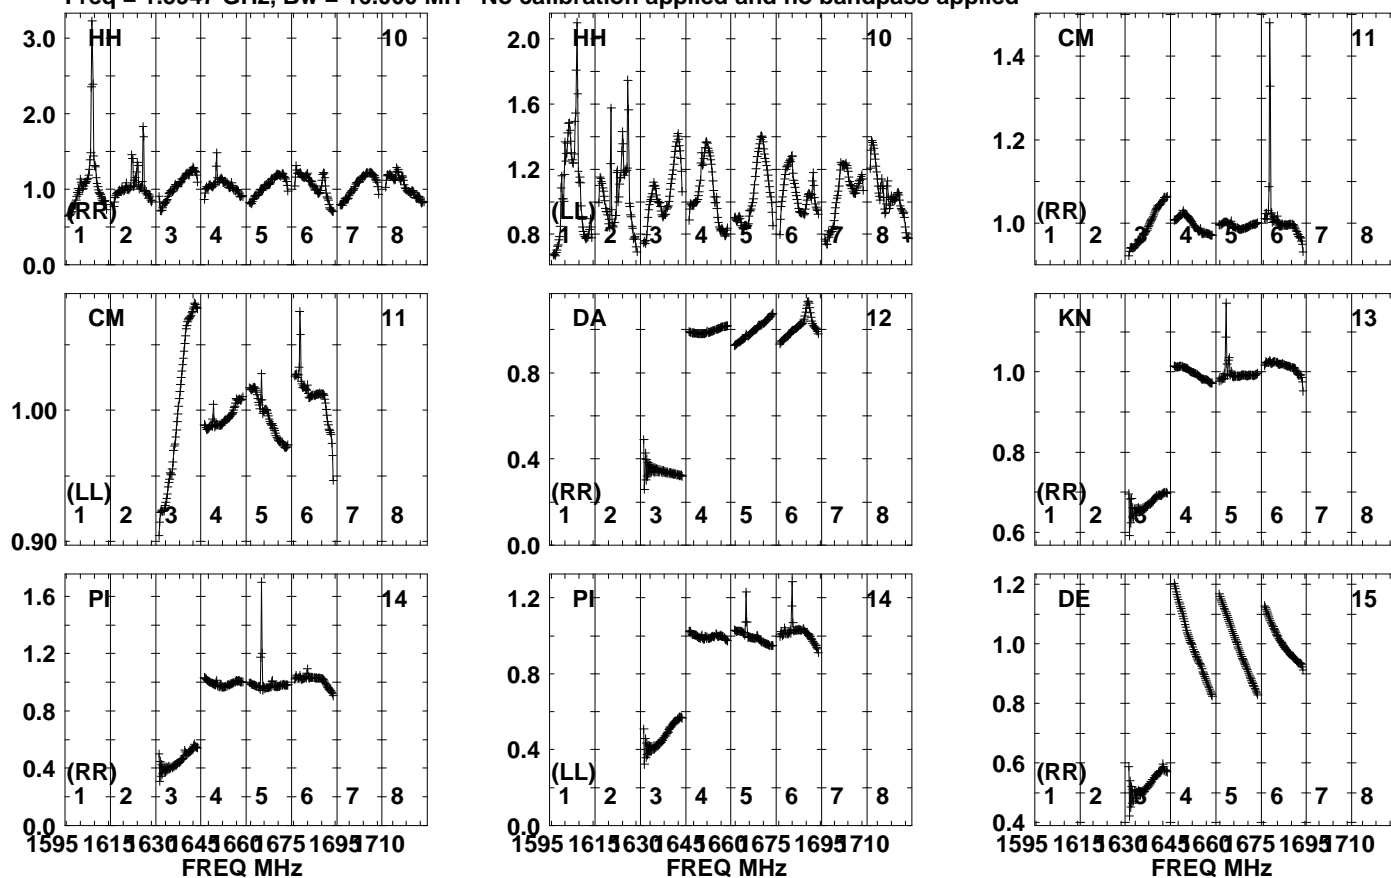 Freq = 1.5947 GHz, Bw = 16.000 MH No calibration applied and no bandpass applied
HH 10
3.0
2.0
1.0
0.0
(RR)
1 2 3 4 5 6 7 8
HH 10
2.0
1.6
1.2
0.8
(LL)
1 2 3 4 5 6 7 8
CM 11
1.4
1.2
1.0
(RR)
1 2 3 4 5 6 7 8
CM 11
1.00
0.90
(LL)
1 2 3 4 5 6 7 8
DA 12
0.8
0.4
0.0
(RR)
1 2 3 4 5 6 7 8
KN 13
1.0
0.8
0.6
(RR)
1 2 3 4 5 6 7 8
PI 14
1.6
1.2
0.8
0.4
0.0
(RR)
1 2 3 4 5 6 7 8
1595 1615 1630 1645 1660 1675 1695 1710
FREQ MHz
PI 14
1.2
0.8
0.4
0.0
(LL)
1 2 3 4 5 6 7 8
1595 1615 1630 1645 1660 1675 1695 1710
FREQ MHz
DE 15
1.2
1.0
0.8
0.6
0.4
(RR)
1 2 3 4 5 6 7 8
1595 1615 1630 1645 1660 1675 1695 1710
FREQ MHz